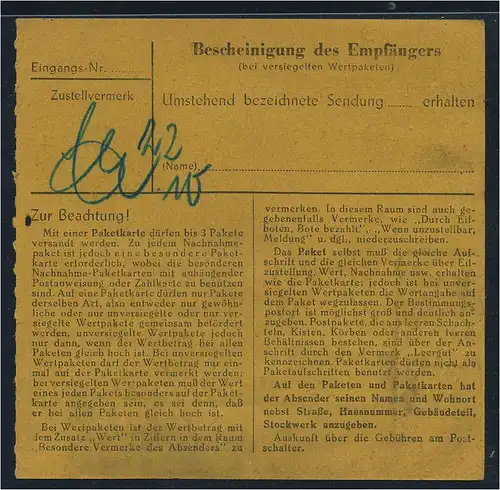 Bescheinigung des Empfängers
(bei versiegelten Wertpaketen)
Eingangs-Nr. ..........
Zustellvermerk
Umstehend bezeichnete Sendung........ erhalten
22
(Name)
10
Zur Beachtung!
Mit einer Paketkarte dürfen bis 3 Pakete
versandt werden. Zu jedem Nachnahme-
paket ist jedoch eine besondere Paket-
karte erforderlich, wobei die besonderen
Nachnahme-Paketkarten mit anhängender
Postanweisung oder Zahlkarte zu benützen
sind. Auf eine Paketkarte dürfen nur Pakete
derselben Art, also entweder nur gewöhn-
liche oder nur unversiegelte oder nur ver-
siegelte Wertpakete gemeinsam befördert
werden, unversiegelte Wertpakete jedoch
nur dann, wenn der Wertbetrag bei allen
Paketen gleich hoch ist. Bei unversiegelten
Wertpaketen darf der Wertbetrag nur ein-
mal auf der Paketkarte vermerkt werden;
bei versiegelten Wertpaketen muß der Wert
eines jeden Pakets besonders auf der Paket-
karte angegeben sein, es sei denn, daß
er bei allen Paketen gleich hoch ist.
Bei Wertpaketen ist der Wertbetrag mit
dem Zusatz „Wert" in Ziffern in dem Raum
„Besondere Vermerke des Absenders" zu
vermerken. In diesem Raum sind auch ge-
gebenenfalls Vermerke, wie „Durch Eil-
boten, Bote bezahlt", „Wenn unzustellbar,
Meldung" u. dgl., niederzuschreiben.
Das Paket selbst muß die gleiche Auf-
schrift und die gleichen Vermerke über Eil-
zustellung, Wert, Nachnahme usw. erhalten
wie die Paketkarte; jedoch ist bei unver-
siegelten Wertpaketen die Wertangabe auf
dem Paket wegzulassen. Der Bestimmungs-
postort ist möglichst groß und deutlich an-
zugeben. Postpakete, die aus leeren Schach-
teln, Kisten, Körben oder anderen leeren
Behältnissen bestehen, sind über der An-
schrift durch den Vermerk „Leergut" zu
kennzeichnen. Paketkarten dürfen nicht als
Paketaufschriften benutzt werden.
Auf den Paketen und Paketkarten hat
der Absender seinen Namen und Wohnort
nebst Straße, Hausnummer, Gebäudeteil,
Stockwerk anzugeben.
Auskunft über die Gebühren am Post-
schalter.